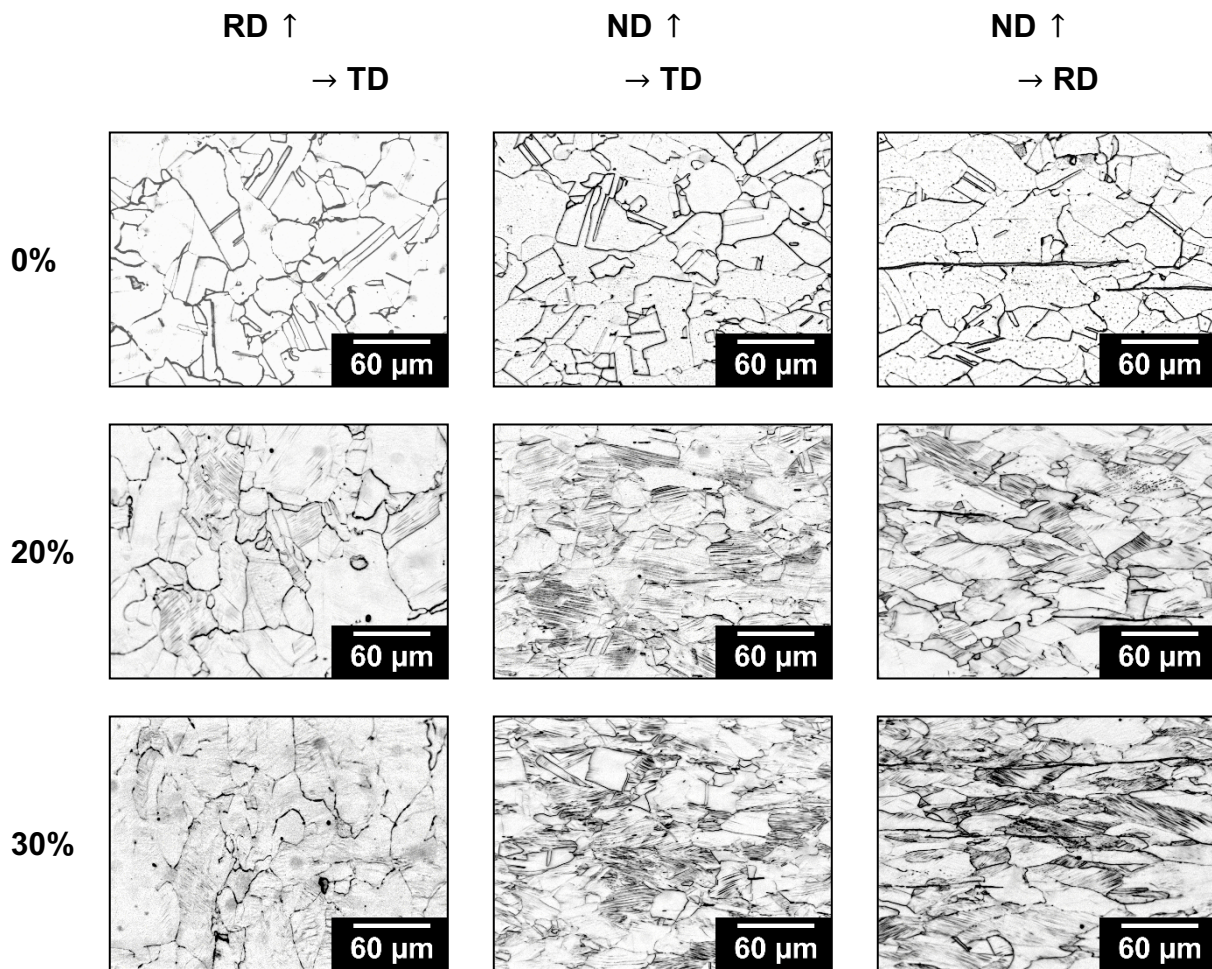 RD ↑ ND ↑ ND ↑
→ TD → TD → RD
0%
60 µm 60 µm 60 µm
20%
60 µm 60 µm 60 µm
30%
60 µm 60 µm 60 µm